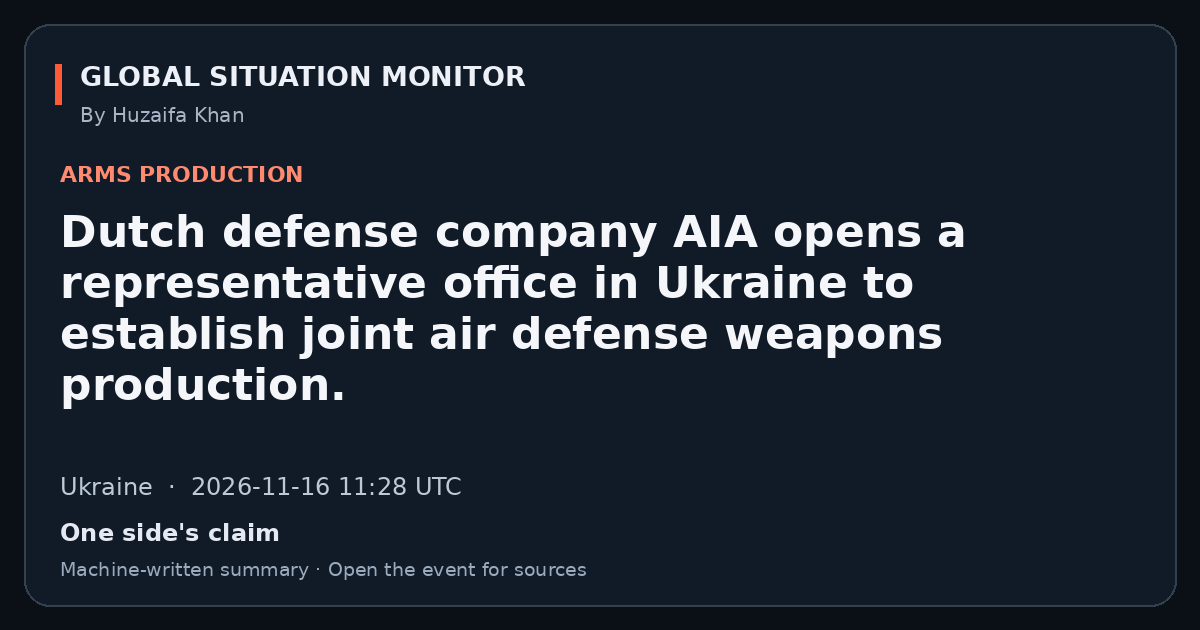 GLOBAL SITUATION MONITOR
By Huzaifa Khan
ARMS PRODUCTION
Dutch defense company AIA opens a
representative office in Ukraine to
establish joint air defense weapons
production.
Ukraine · 2026-11-16 11:28 UTC
One side's claim
Machine-written summary · Open the event for sources